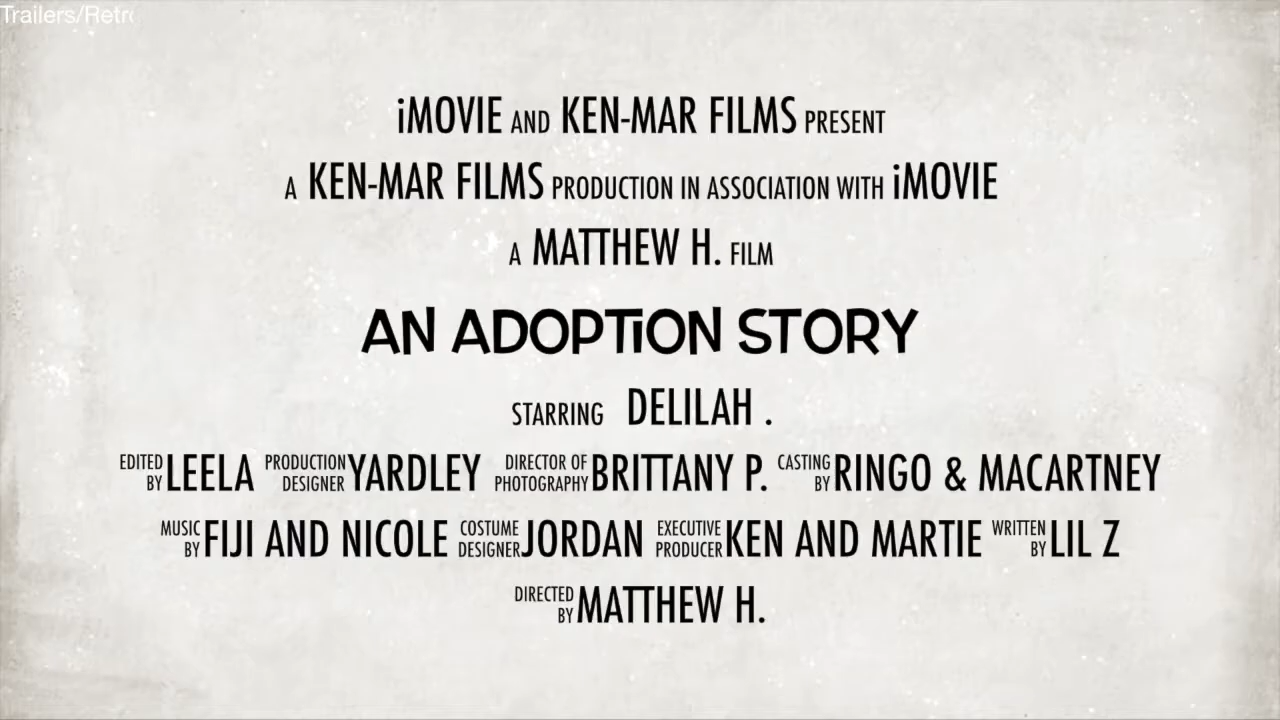 Trailers/Retro
iMOVIE AND KEN-MAR FILMS PRESENT
A KEN-MAR FILMS PRODUCTION IN ASSOCIATION WITH iMOVIE
A MATTHEW H. FILM
AN ADOPTION STORY
STARRING DELILAH .
EDITED BY LEELA PRODUCTION DESIGNER YARDLEY DIRECTOR OF PHOTOGRAPHY BRITTANY P. CASTING BY RINGO & MACARTNEY
MUSIC BY FIJI AND NICOLE COSTUME DESIGNER JORDAN EXECUTIVE PRODUCER KEN AND MARTIE WRITTEN BY LIL Z
DIRECTED BY MATTHEW H.